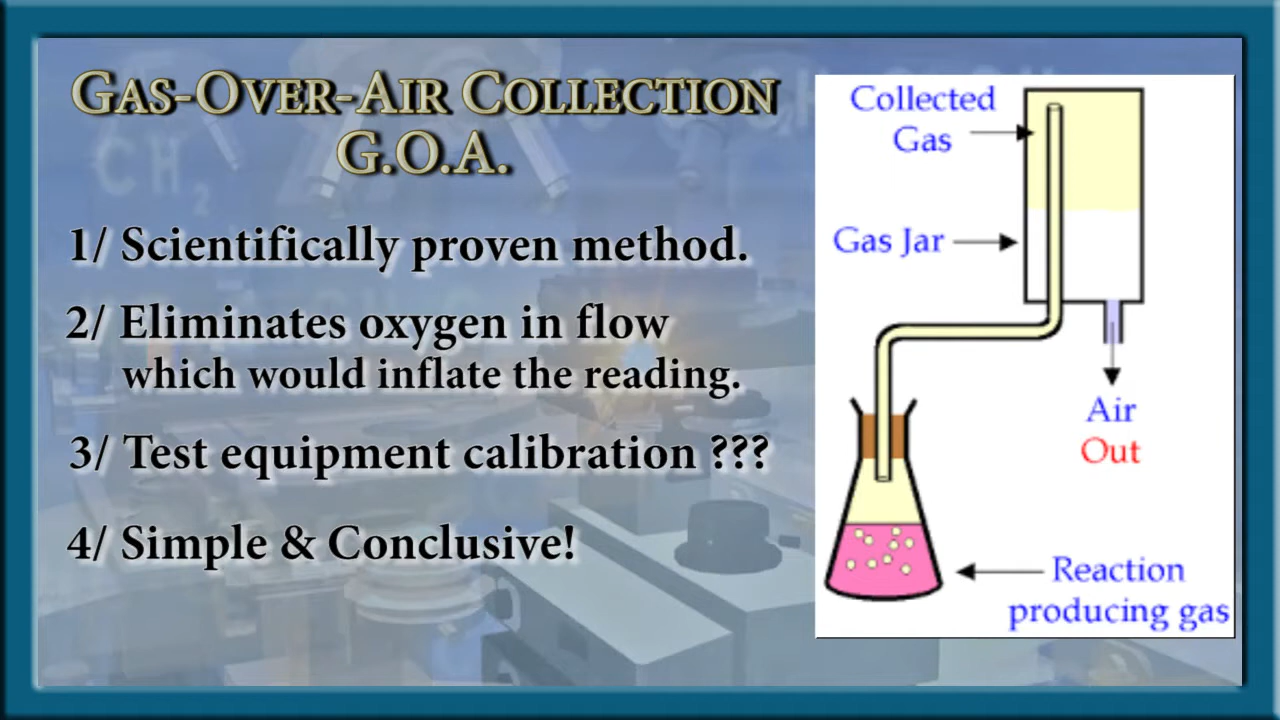 GAS-OVER-AIR COLLECTION
G.O.A.
1/ Scientifically proven method.
2/ Eliminates oxygen in flow
which would inflate the reading.
3/ Test equipment calibration ???
4/ Simple & Conclusive!
Collected
Gas
Gas Jar
Air
Out
Reaction
producing gas
CH2